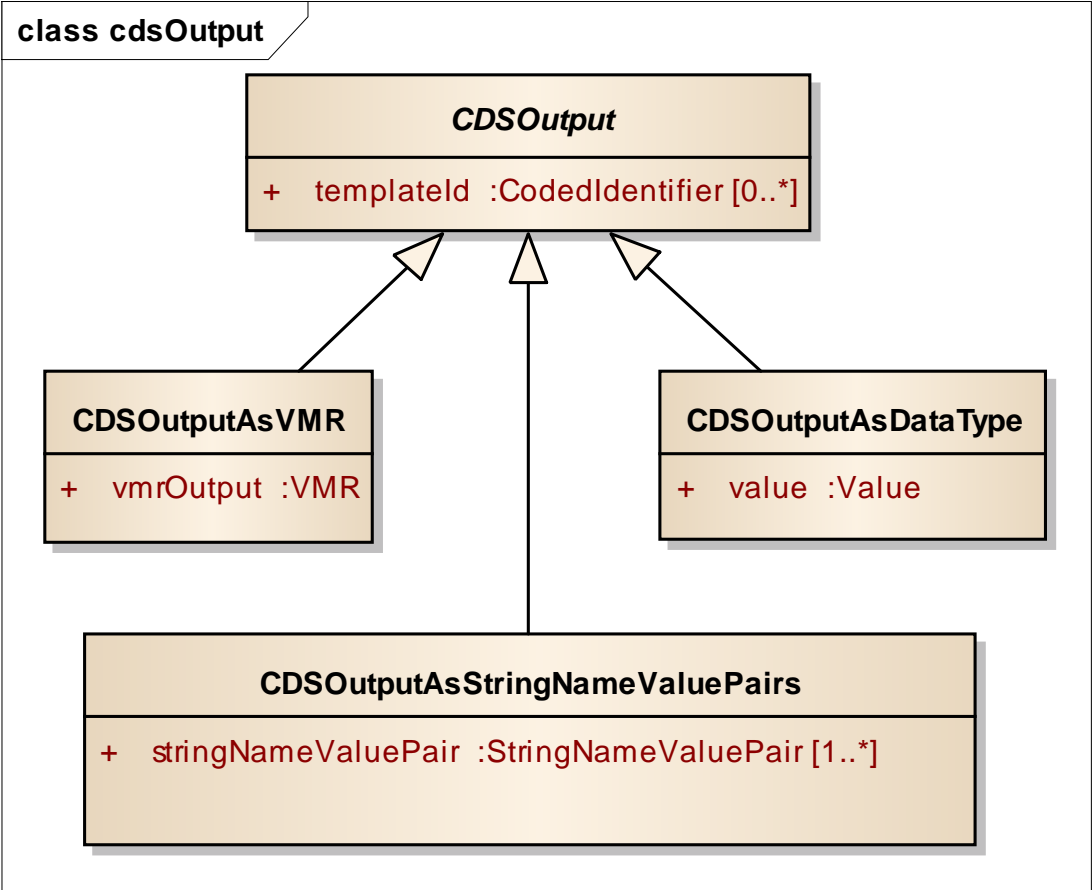 class cdsOutput
CDSOutput
+ templateId :CodedIdentifier [0..*]
CDSOutputAsVMR
+ vmrOutput :VMR
CDSOutputAsDataType
+ value :Value
CDSOutputAsStringNameValuePairs
+ stringNameValuePair :StringNameValuePair [1..*]